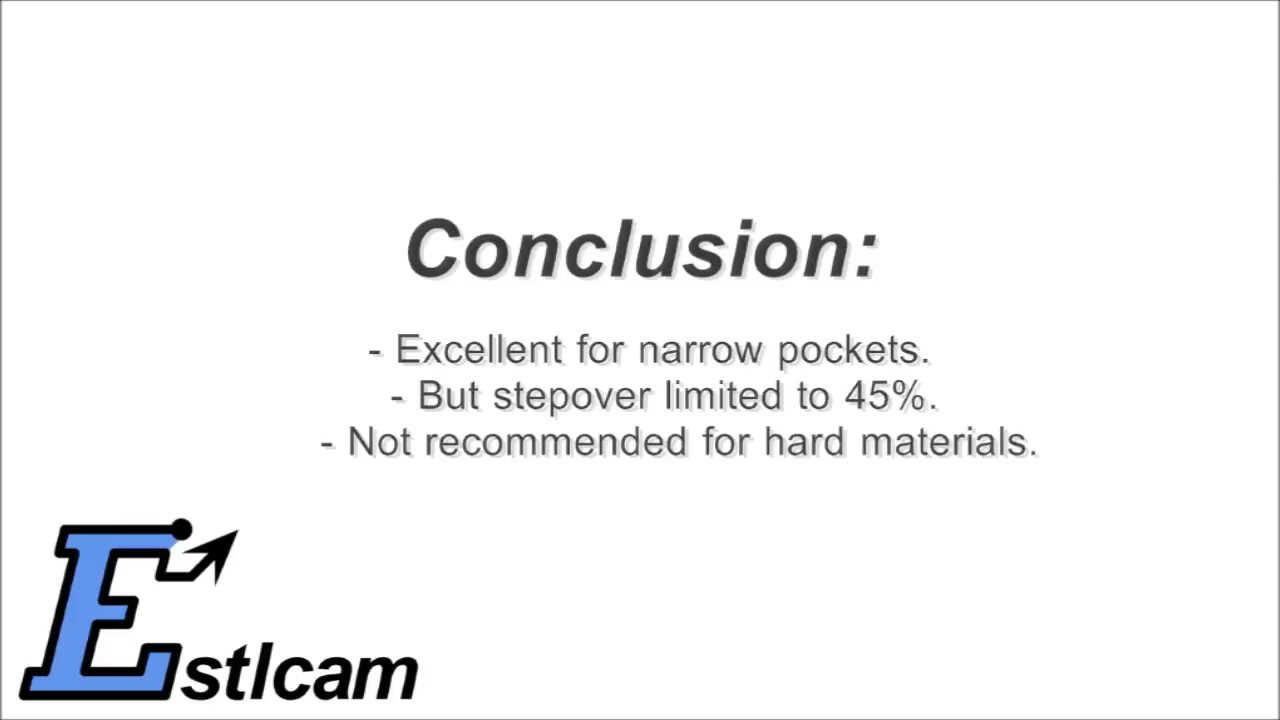 Conclusion:
- Excellent for narrow pockets.
- But stepover limited to 45%.
- Not recommended for hard materials.
Estlcam